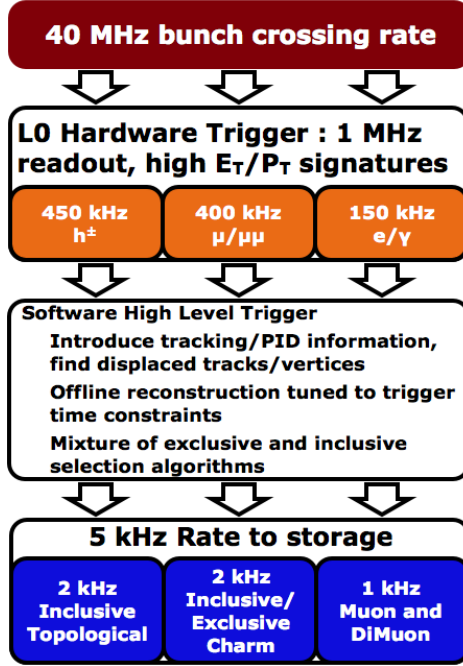 40 MHz bunch crossing rate
L0 Hardware Trigger : 1 MHz
readout, high E_T/P_T signatures
450 kHz
h±
400 kHz
μ/μμ
150 kHz
e/γ
Software High Level Trigger
Introduce tracking/PID information,
find displaced tracks/vertices
Offline reconstruction tuned to trigger
time constraints
Mixture of exclusive and inclusive
selection algorithms
5 kHz Rate to storage
2 kHz
Inclusive
Topological
2 kHz
Inclusive/
Exclusive
Charm
1 kHz
Muon and
DiMuon